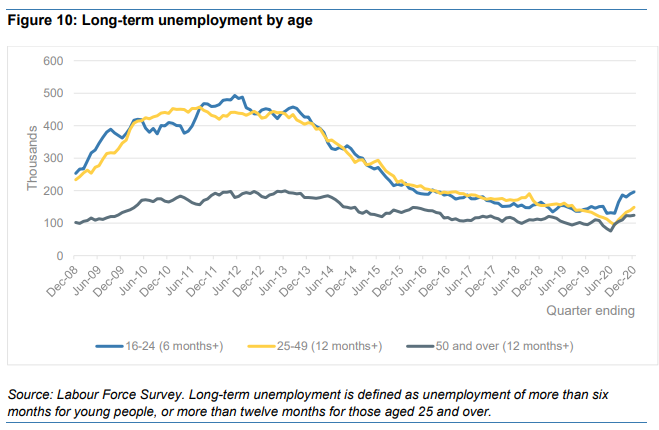 Figure 10: Long-term unemployment by age
600
500
400
300
200
100
0
Thousands
Dec-08
Jun-09
Dec-09
Jun-10
Dec-10
Jun-11
Dec-11
Jun-12
Dec-12
Jun-13
Dec-13
Jun-14
Dec-14
Jun-15
Dec-15
Jun-16
Dec-16
Jun-17
Dec-17
Jun-18
Dec-18
Jun-19
Dec-19
Jun-20
Dec-20
Quarter ending
16-24 (6 months+) 25-49 (12 months+) 50 and over (12 months+)
Source: Labour Force Survey. Long-term unemployment is defined as unemployment of more than six
months for young people, or more than twelve months for those aged 25 and over.